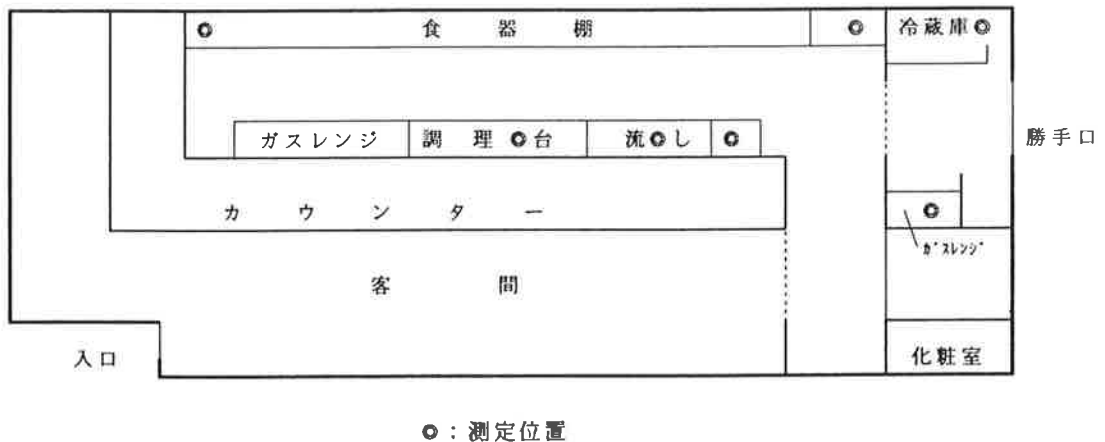 食器棚
冷蔵庫
ガスレンジ
調理台
流し
勝手口
カウンター
ガスレンジ
客間
入口
化粧室
◎：測定位置